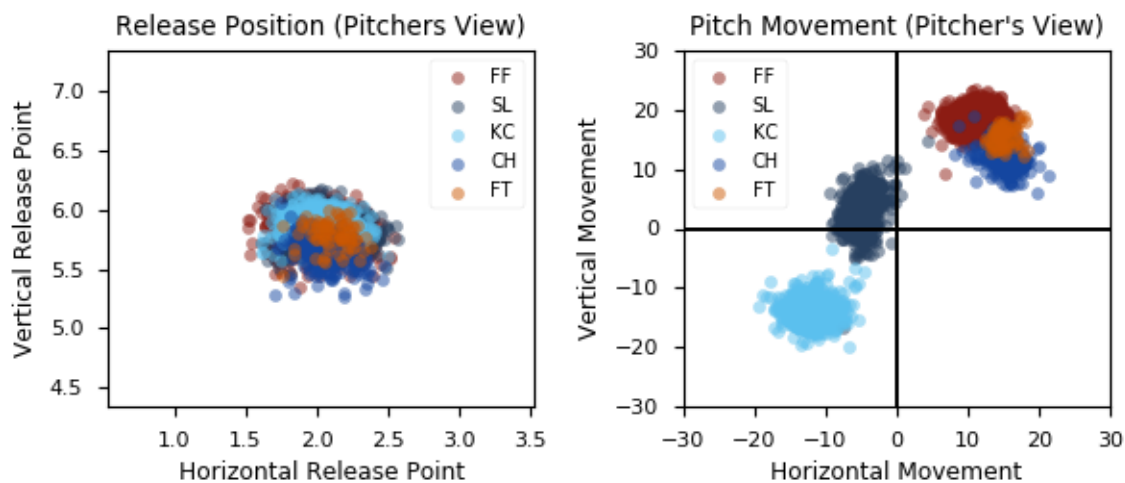 Release Position (Pitchers View)
Vertical Release Point
7.0
6.5
6.0
5.5
5.0
4.5
FF
SL
KC
CH
FT
1.0 1.5 2.0 2.5 3.0 3.5
Horizontal Release Point
Pitch Movement (Pitcher's View)
Vertical Movement
30
20
10
0
−10
−20
−30
FF
SL
KC
CH
FT
−30 −20 −10 0 10 20 30
Horizontal Movement